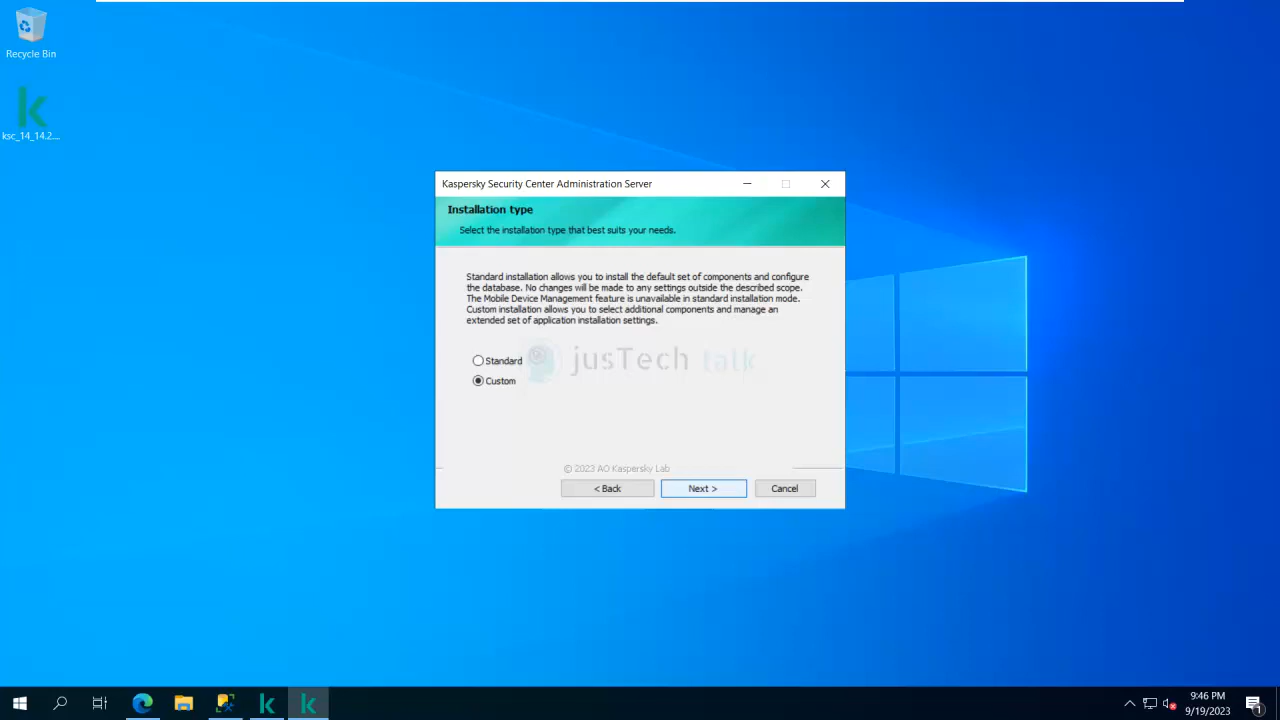 Recycle Bin
ksc_14_14.2....
Kaspersky Security Center Administration Server
Installation type
Select the installation type that best suits your needs.
Standard installation allows you to install the default set of components and configure
the database. No changes will be made to any settings outside the described scope.
The Mobile Device Management feature is unavailable in standard installation mode.
Custom installation allows you to select additional components and manage an
extended set of application installation settings.
Standard
jusTech talk
Custom
© 2023 AO Kaspersky Lab
< Back
Next >
Cancel
9:46 PM
9/19/2023
1